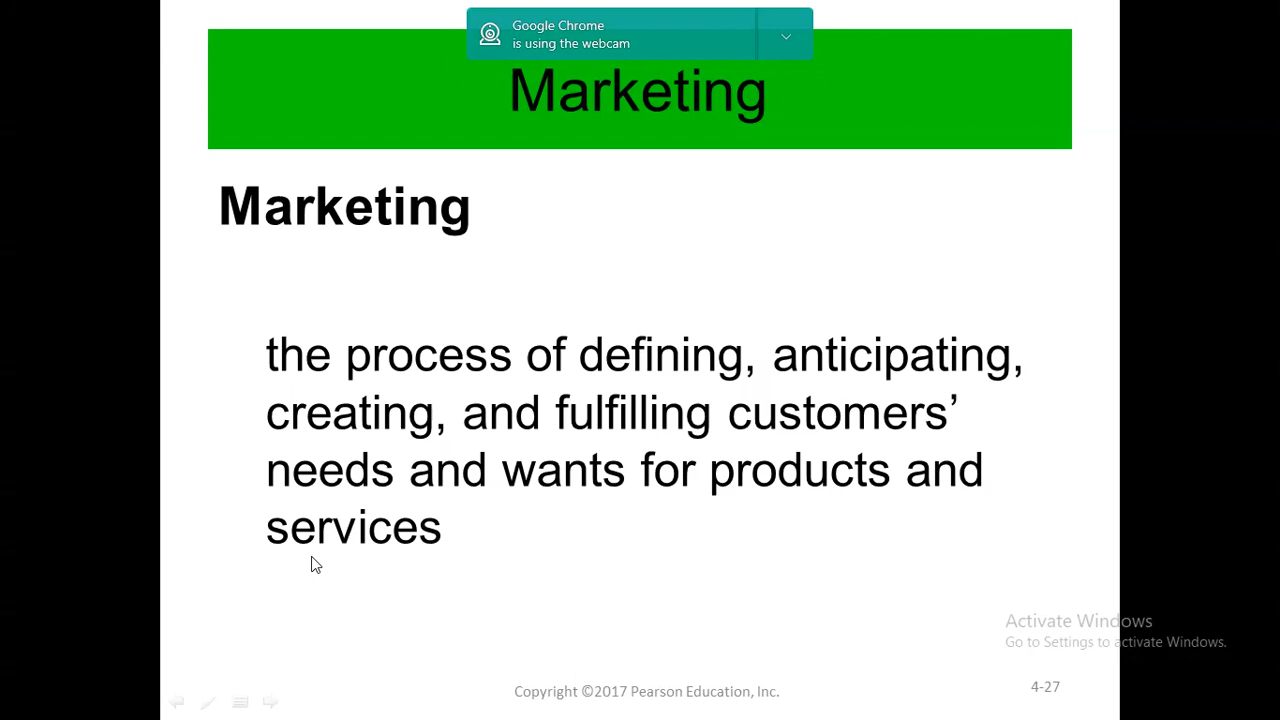 Google Chrome
is using the webcam
Marketing
Marketing
the process of defining, anticipating,
creating, and fulfilling customers’
needs and wants for products and
services
Activate Windows
Go to Settings to activate Windows.
Copyright ©2017 Pearson Education, Inc.
4-27